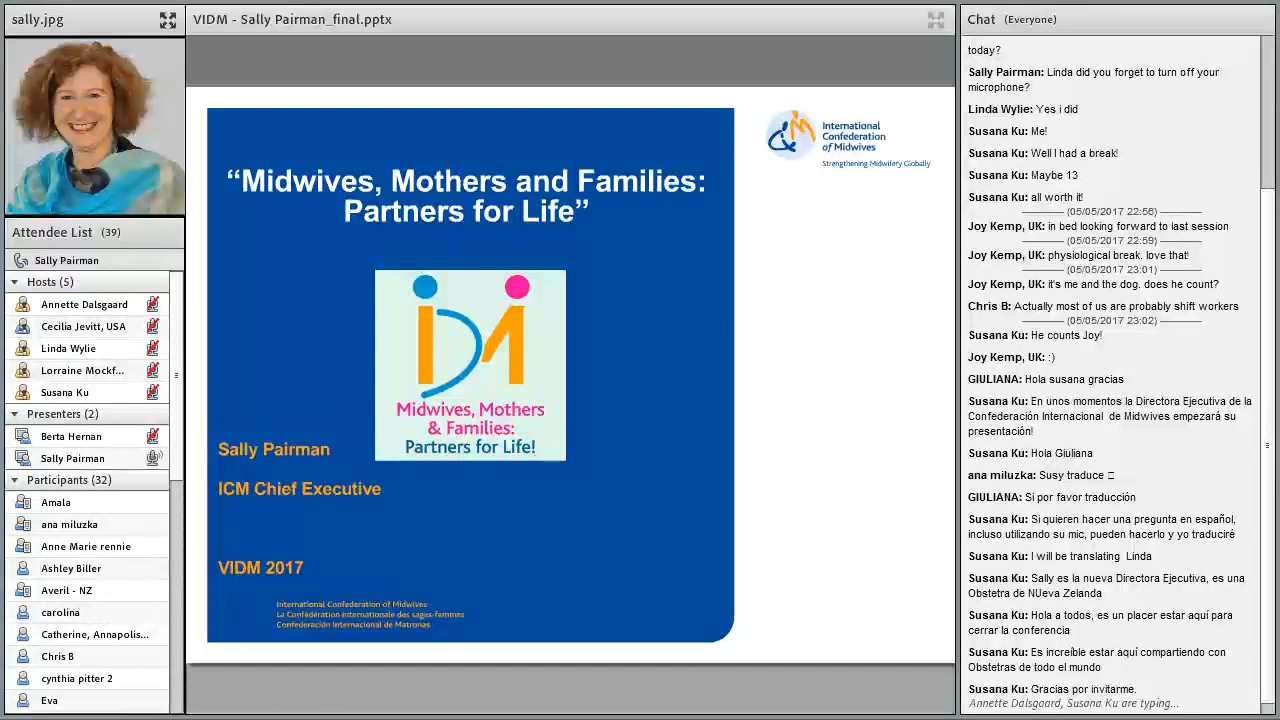 sally.jpg
VIDM - Sally Pairman_final.pptx
Chat (Everyone)
Attendee List (39)
Sally Pairman
Hosts (5)
Annette Dalsgaard
Cecilia Jevitt, USA
Linda Wylie
Lorraine Mockf...
Susana Ku
Presenters (2)
Berta Hernan
Sally Pairman
Participants (32)
Amala
ana miluzka
Anne Marie rennie
Ashley Biller
Averil - NZ
carolina
Catherine, Annapolis...
Chris B
cynthia pitter 2
Eva
“Midwives, Mothers and Families:
Partners for Life”
IDM
Midwives, Mothers
& Families:
Partners for Life!
Sally Pairman
ICM Chief Executive
VIDM 2017
International Confederation of Midwives
La Confédération internationale des sages-femmes
Confederación Internacional de Matronas
International
Confederation
of Midwives
Strengthening Midwifery Globally
today?
Sally Pairman: Linda did you forget to turn off your
microphone?
Linda Wylie: Yes i did
Susana Ku: Me!
Susana Ku: Well I had a break!
Susana Ku: Maybe 13
Susana Ku: all worth it!
(05/05/2017 22:56)
Joy Kemp, UK: in bed looking forward to last session
(05/05/2017 22:59)
Joy Kemp, UK: physiological break. love that!
(05/05/2017 23:01)
Joy Kemp, UK: it's me and the dog. does he count?
Chris B: Actually most of us are probably shift workers
(05/05/2017 23:02)
Susana Ku: He counts Joy!
Joy Kemp, UK: :)
GIULIANA: Hola susana gracias
Susana Ku: En unos momentos la Directora Ejecutiva de la
Confederación Internacional de Midwives empezará su
presentación!
Susana Ku: Hola Giuliana
ana miluzka: Susy traduce
GIULIANA: Si por favor traducción
Susana Ku: Si quieren hacer una pregunta en español,
incluso utilizando su mic, pueden hacerlo y yo traduciré
Susana Ku: I will be translating Linda
Susana Ku: Sally es la nueva Directora Ejecutiva, es una
Obstetra de NUeva Zelanda
Susana Ku: Hola a todos, es un placer estar aquí para
cerrar la conferencia
Susana Ku: Es increíble estar aquí compartiendo con
Obstetras de todo el mundo
Susana Ku: Gracias por invitarme.
Annette Dalsgaard, Susana Ku are typing...